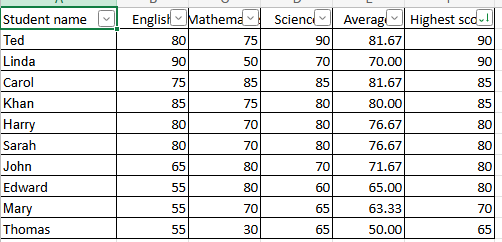 Student name English Mathema Science Average Highest sco
Ted 80 75 90 81.67 90
Linda 90 50 70 70.00 90
Carol 75 85 85 81.67 85
Khan 85 75 80 80.00 85
Harry 80 70 80 76.67 80
Sarah 80 70 80 76.67 80
John 65 80 70 71.67 80
Edward 55 80 60 65.00 80
Mary 55 70 65 63.33 70
Thomas 55 30 65 50.00 65